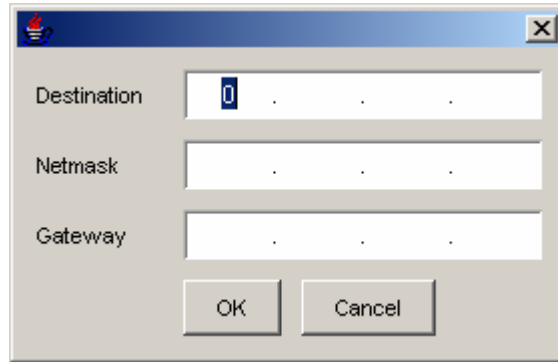 Destination 0 . . .
Netmask . . .
Gateway . . .
OK Cancel